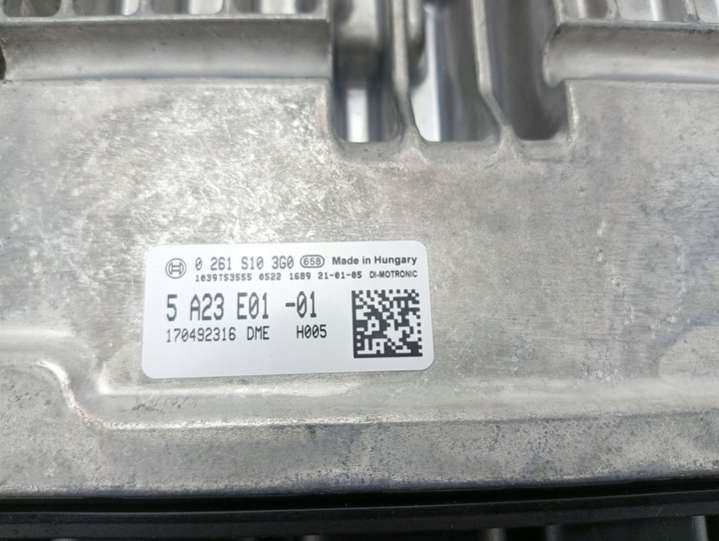 0 261 S10 3G0 658 Made in Hungary
1039TS3555 0522 1689 21-01-05 DI-MOTRONIC
5 A23 E01 -01
170492316 DME H005